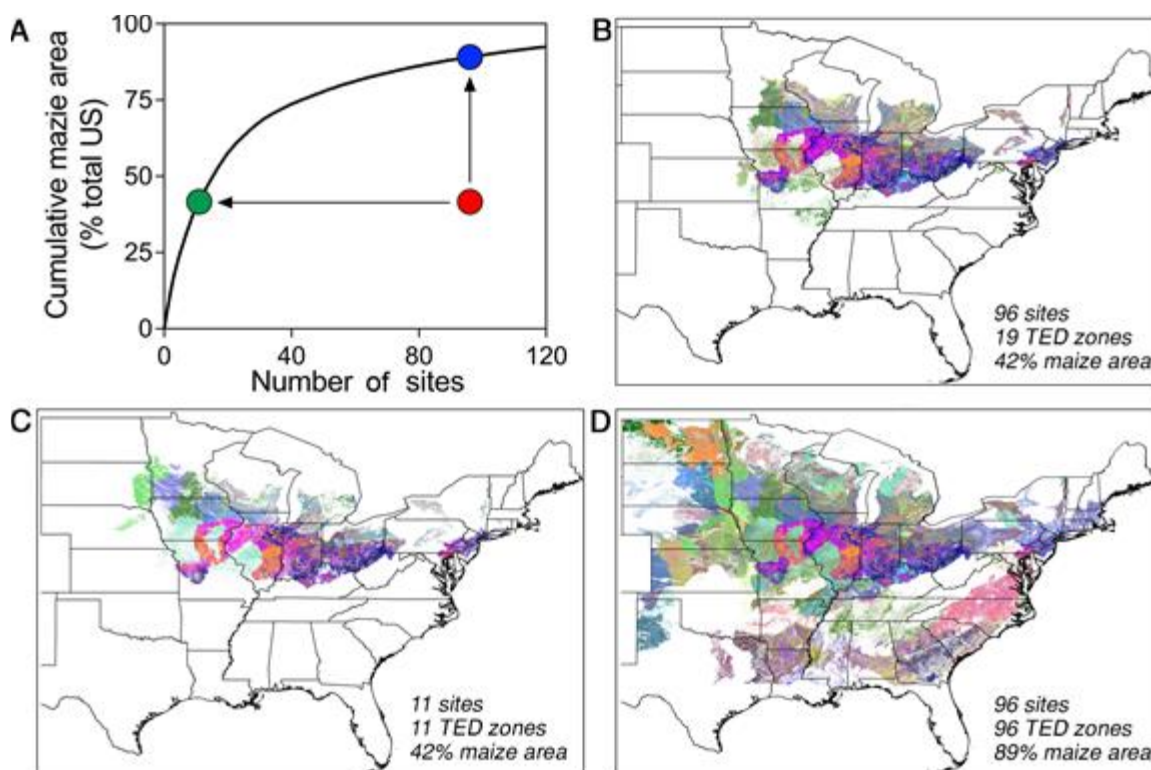 A
Cumulative mazie area
(% total US)
100
75
50
25
0
0
40
80
120
Number of sites
B
96 sites
19 TED zones
42% maize area
C
11 sites
11 TED zones
42% maize area
D
96 sites
96 TED zones
89% maize area